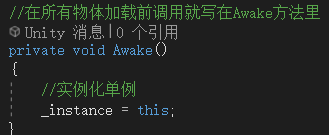 //在所有物体加载前调用就写在Awake方法里
Unity 消息|0 个引用
private void Awake()
{
//实例化单例
_instance = this;
}